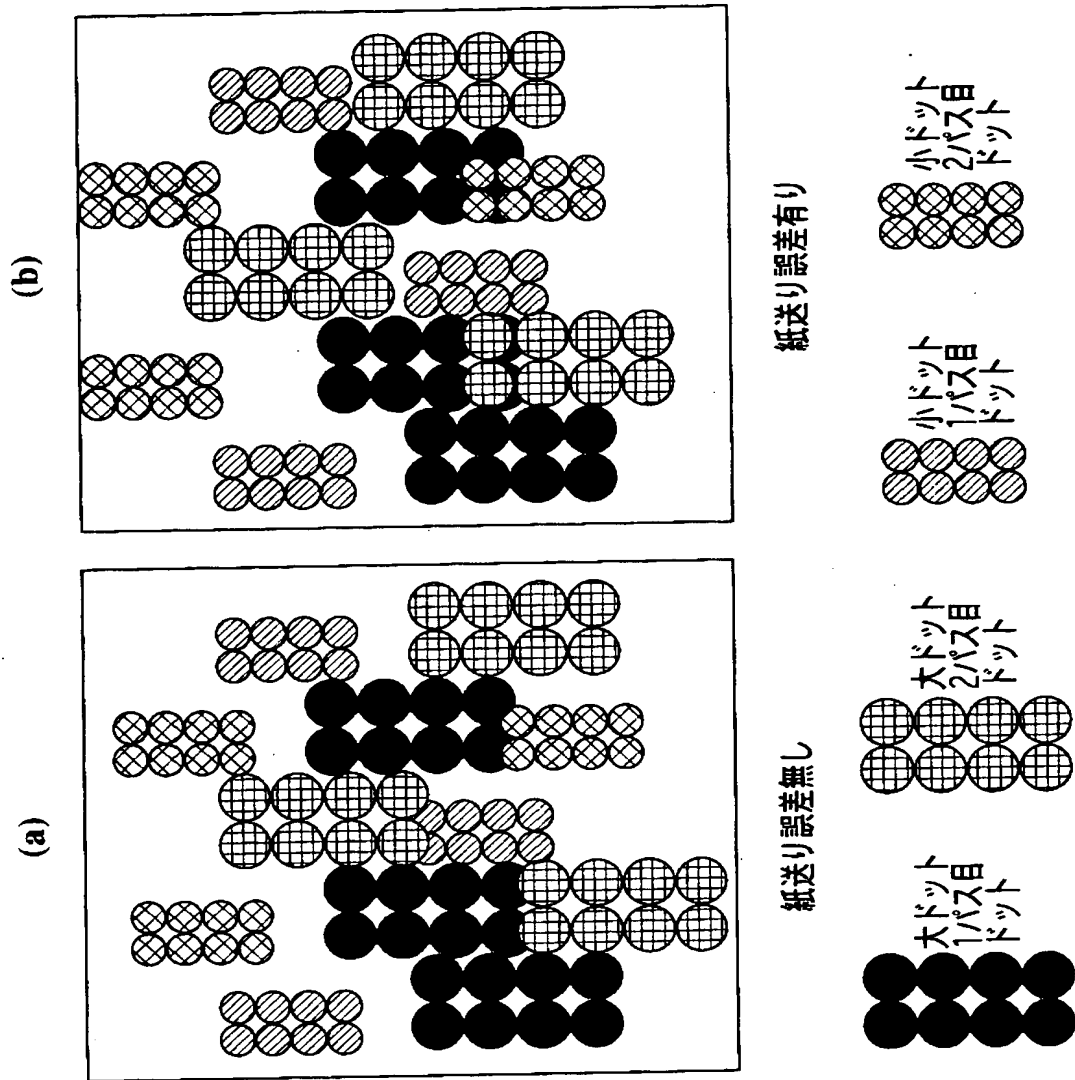 (a)
(b)
紙送り誤差無し
紙送り誤差有り
大ドット
1パス目
ドット
大ドット
2パス目
ドット
小ドット
1パス目
ドット
小ドット
2パス目
ドット